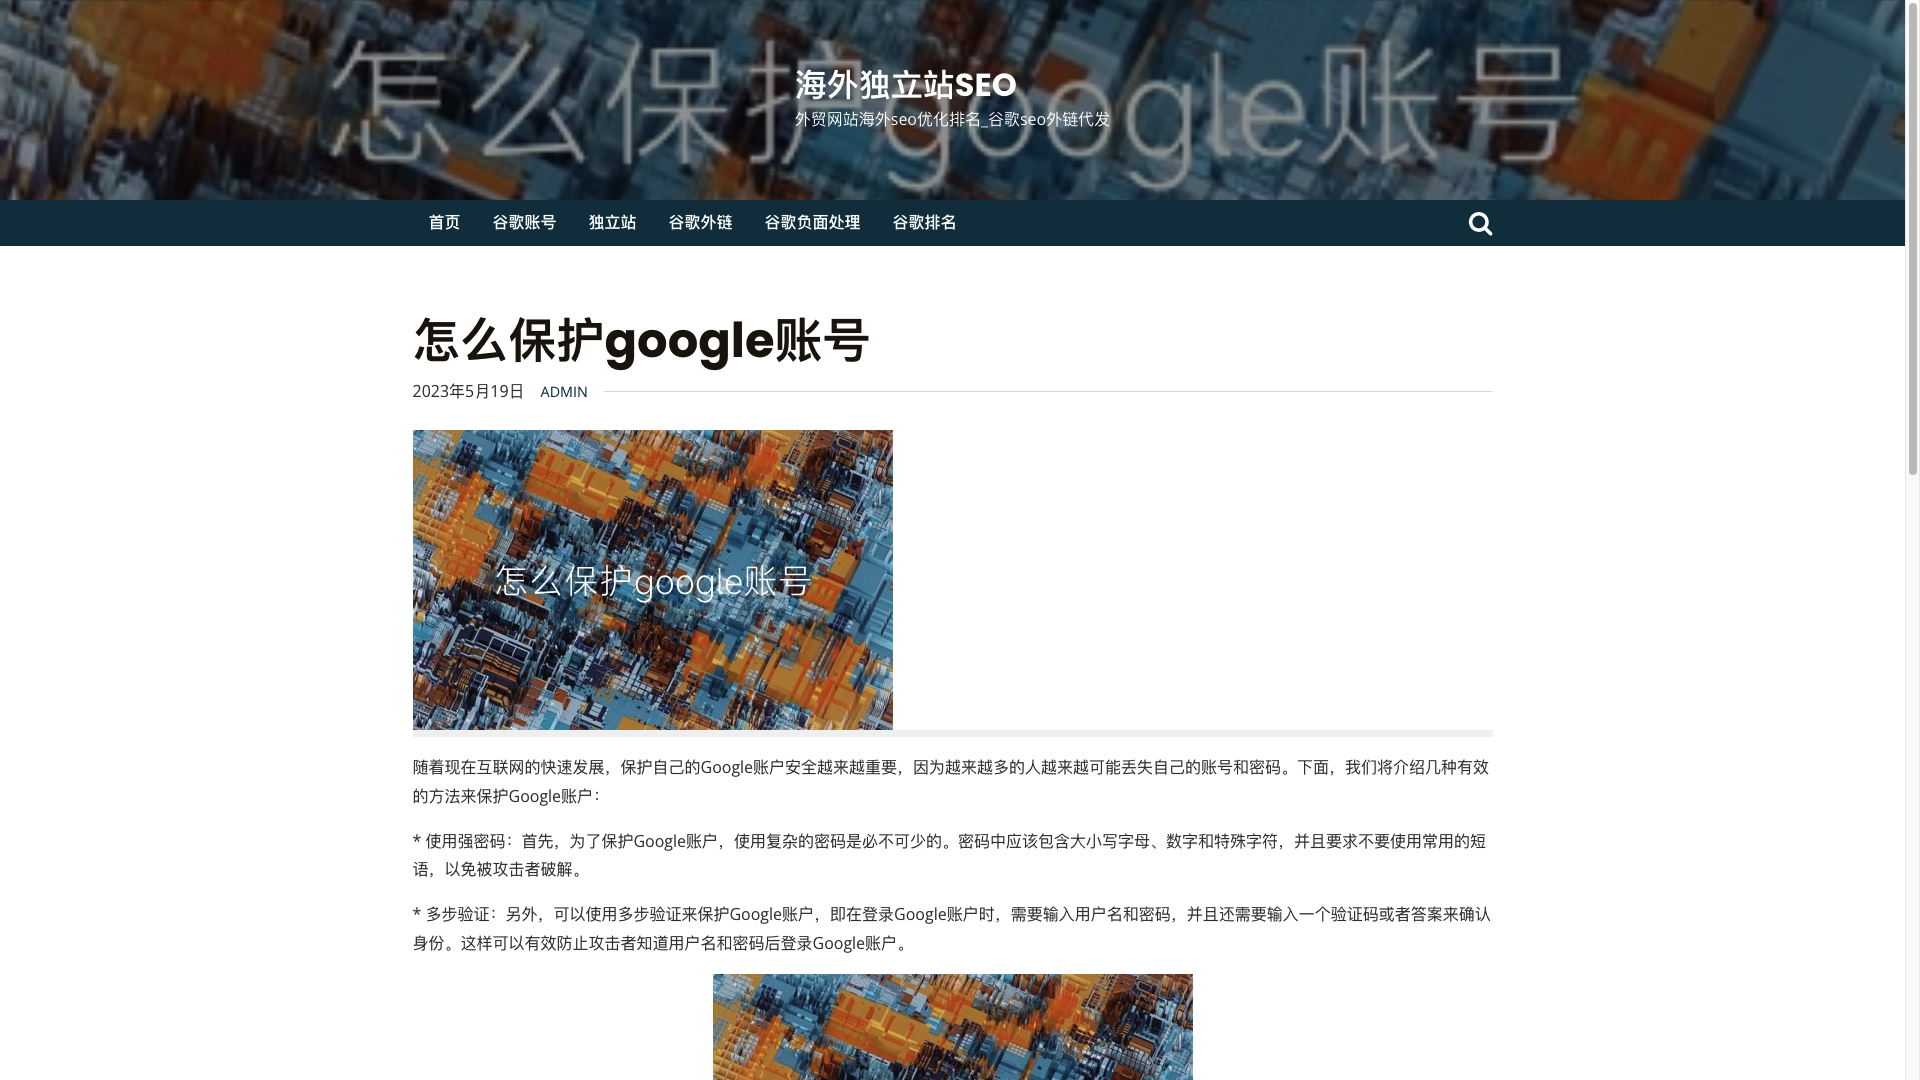 怎么保护google账号
海外独立站SEO
外贸网站海外seo优化排名_谷歌seo外链代发
首页 谷歌账号 独立站 谷歌外链 谷歌负面处理 谷歌排名
怎么保护google账号
2023年5月19日 ADMIN
怎么保护google账号
随着现在互联网的快速发展，保护自己的Google账户安全越来越重要，因为越来越多的人越来越可能丢失自己的账号和密码。下面，我们将介绍几种有效
的方法来保护Google账户：
* 使用强密码：首先，为了保护Google账户，使用复杂的密码是必不可少的。密码中应该包含大小写字母、数字和特殊字符，并且要求不要使用常用的短
语，以免被攻击者破解。
* 多步验证：另外，可以使用多步验证来保护Google账户，即在登录Google账户时，需要输入用户名和密码，并且还需要输入一个验证码或者答案来确认
身份。这样可以有效防止攻击者知道用户名和密码后登录Google账户。